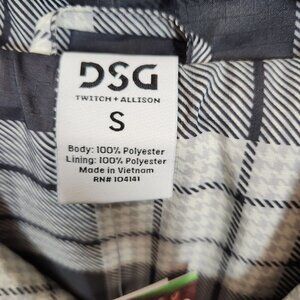 DSG
TWITCH + ALLISON
S
Body: 100% Polyester
Lining: 100% Polyester
Made in Vietnam
RN# 104141